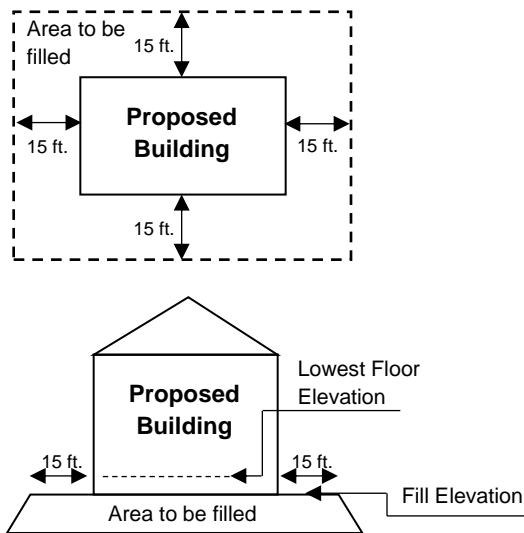 Area to be
filled
15 ft.
Proposed
Building
15 ft.
15 ft.
15 ft.
Lowest Floor
Elevation
Proposed
Building
15 ft.
15 ft.
Fill Elevation
Area to be filled